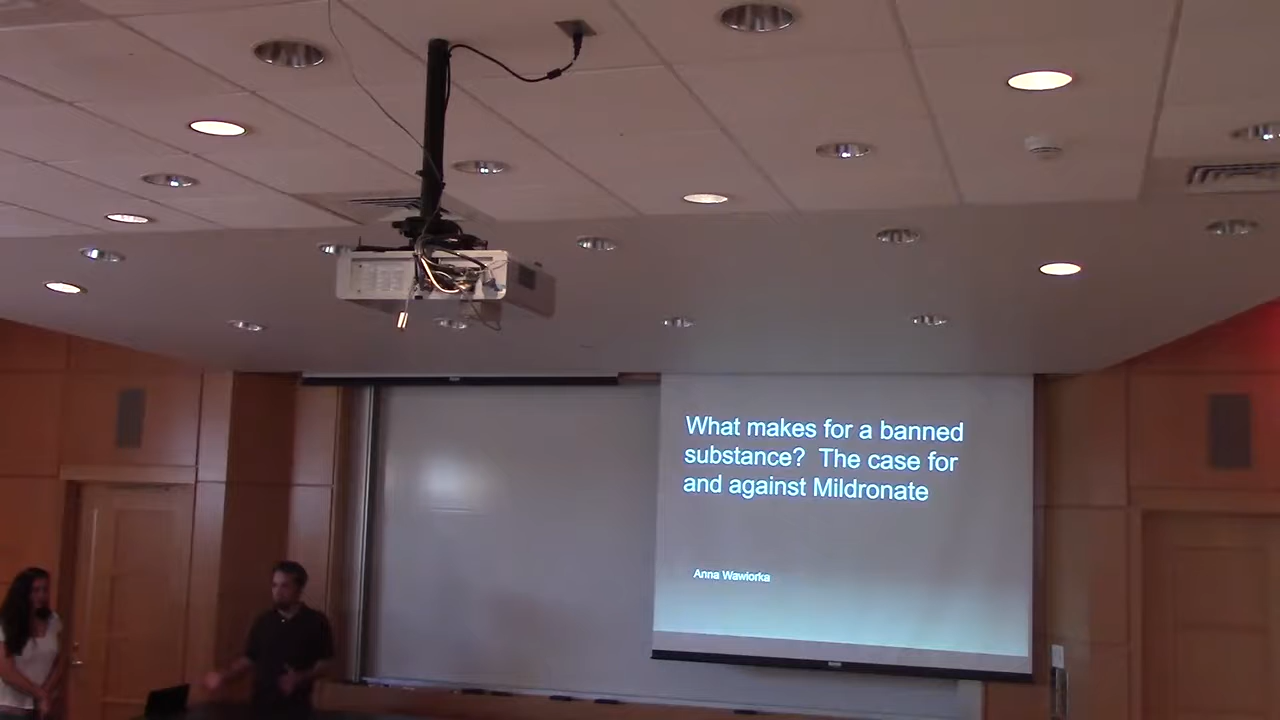 What makes for a banned
substance?  The case for
and against Mildronate
Anna Wawiorka